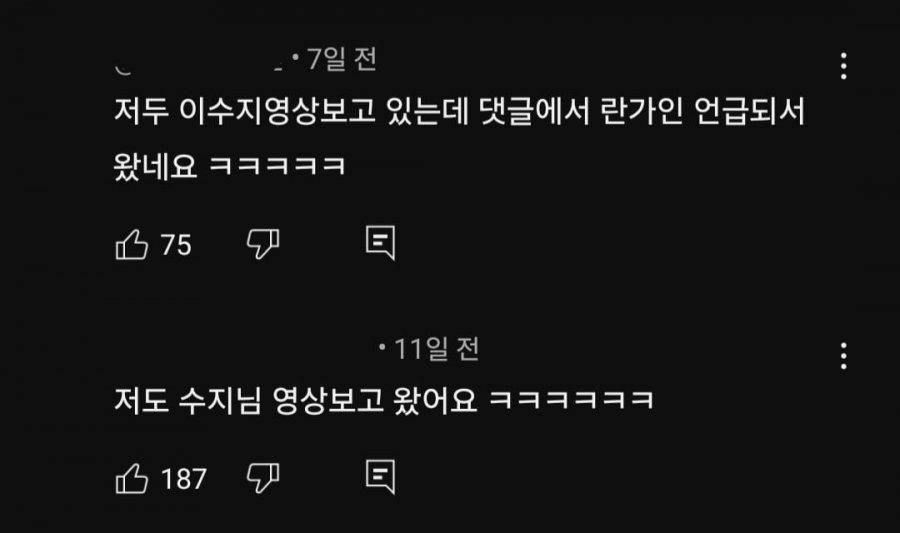 • 7일 전
저두 이수지영상보고 있는데 댓글에서 란가인 언급되서
왔네요 ㅋㅋㅋㅋㅋ
75
• 11일 전
저도 수지님 영상보고 왔어요 ㅋㅋㅋㅋㅋㅋ
187